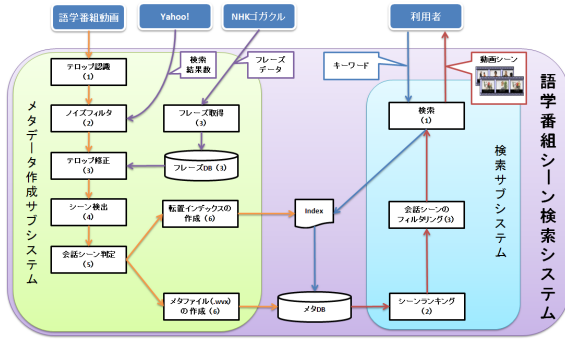 語学番組動画
Yahoo!
NHKゴガクル
利用者
検索
結果数
フレーズ
データ
キーワード
動画シーン
テロップ認識
(1)
ノイズフィルタ
(2)
フレーズ取得
(3)
検索
(1)
テロップ修正
(3)
フレーズDB (3)
シーン検出
(4)
転置インデックスの
作成 (6)
Index
会話シーンの
フィルタリング(3)
会話シーン判定
(5)
メタファイル(.wvx)
の作成 (6)
メタDB
シーンランキング
(2)
メタデータ作成サブシステム
検索サブシステム
語学番組シーン検索システム